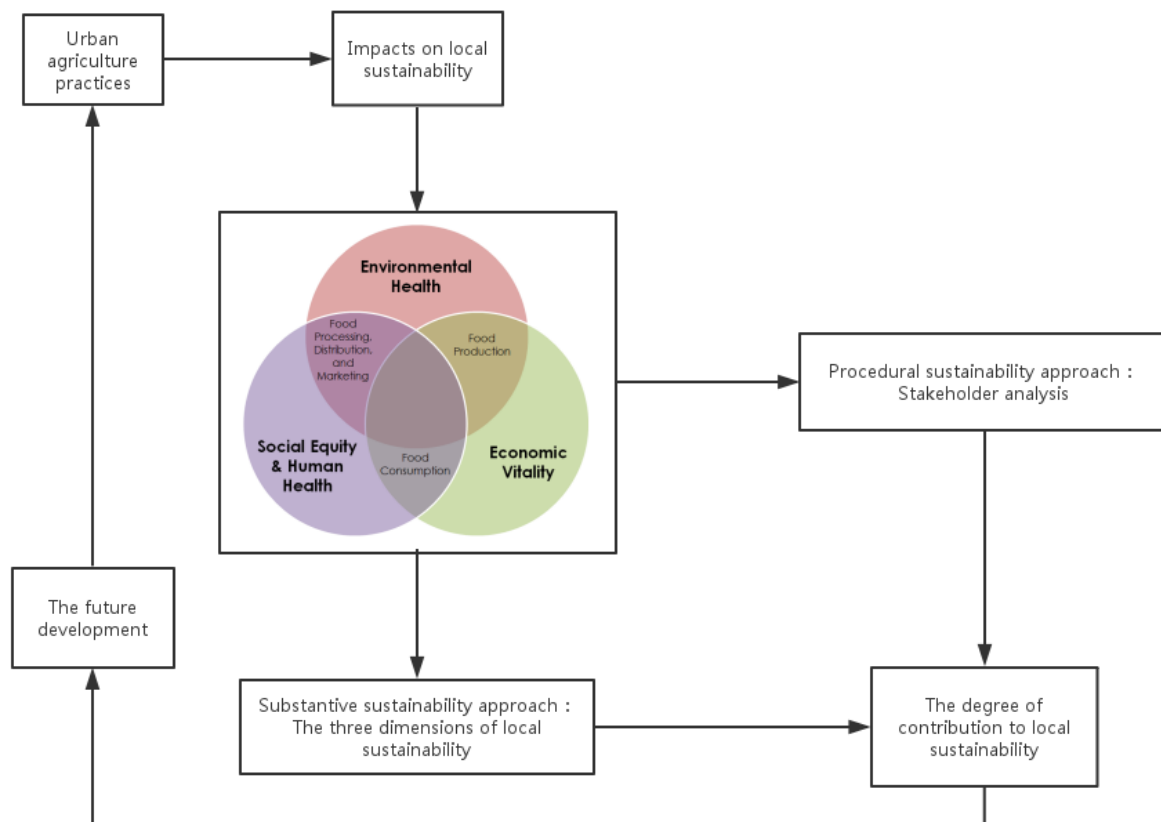 Urban
agriculture
practices
Impacts on local
sustainability
Environmental
Health
Food
Processing,
Distribution,
and
Marketing
Food
Production
Social Equity
& Human
Health
Food
Consumption
Economic
Vitality
Procedural sustainability approach :
Stakeholder analysis
The future
development
Substantive sustainability approach :
The three dimensions of local
sustainability
The degree of
contribution to local
sustainability